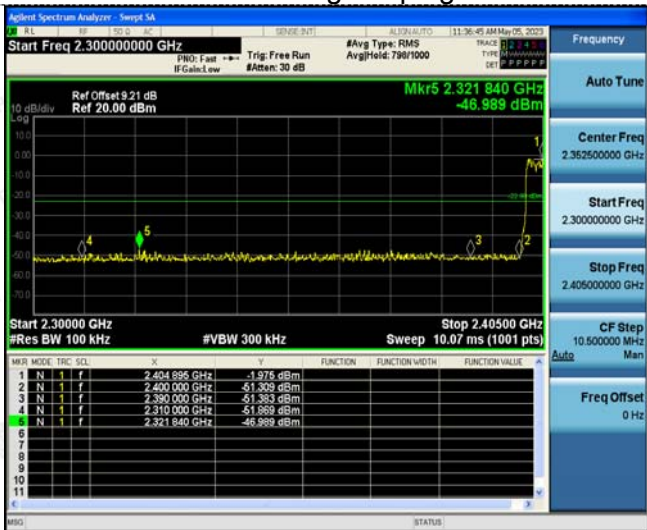 Agilent Spectrum Analyzer - Swept SA
RL RF 50 Ω AC SENSE:INT ALIGNAUTO 11:36:45 AM May 05, 2023
Start Freq 2.300000000 GHz
PNO: Fast
IFGain:Low
Trig: Free Run
#Atten: 30 dB
#Avg Type: RMS
Avg|Held: 798/1000
TRACE 1 2 3 4 5 6
TYPE
DET P P P P P P
Ref Offset 9.21 dB
Ref 20.00 dBm
10 dB/div
Log
Mkr5 2.321 840 GHz
-46.989 dBm
10.0
0.00
-10.0
-20.0
-30.0
-40.0
-50.0
-60.0
-70.0
1
4
5
3
2
Start 2.30000 GHz
Stop 2.40500 GHz
#Res BW 100 kHz
#VBW 300 kHz
Sweep 10.07 ms (1001 pts)
MKR MODE TRC SCL X Y FUNCTION FUNCTION WIDTH FUNCTION VALUE
1 N 1 f 2.404 895 GHz -1.975 dBm
2 N 1 f 2.400 000 GHz -51.309 dBm
3 N 1 f 2.390 000 GHz -51.383 dBm
4 N 1 f 2.310 000 GHz -51.869 dBm
5 N 1 f 2.321 840 GHz -46.989 dBm
6
7
8
9
10
11
MSG STATUS
Frequency
Auto Tune
Center Freq
2.352500000 GHz
Start Freq
2.300000000 GHz
Stop Freq
2.405000000 GHz
CF Step
10.500000 MHz
Auto Man
Freq Offset
0 Hz